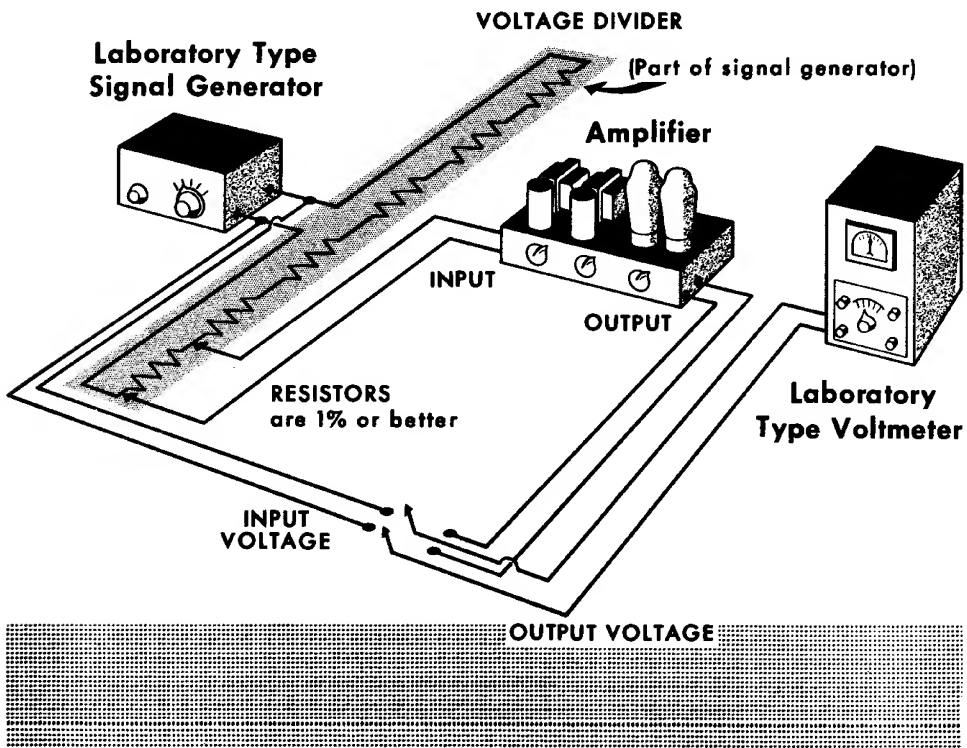 VOLTAGE DIVIDER
Laboratory Type
Signal Generator
(Part of signal generator)
Amplifier
INPUT
OUTPUT
RESISTORS
are 1% or better
Laboratory
Type Voltmeter
INPUT
VOLTAGE
OUTPUT VOLTAGE